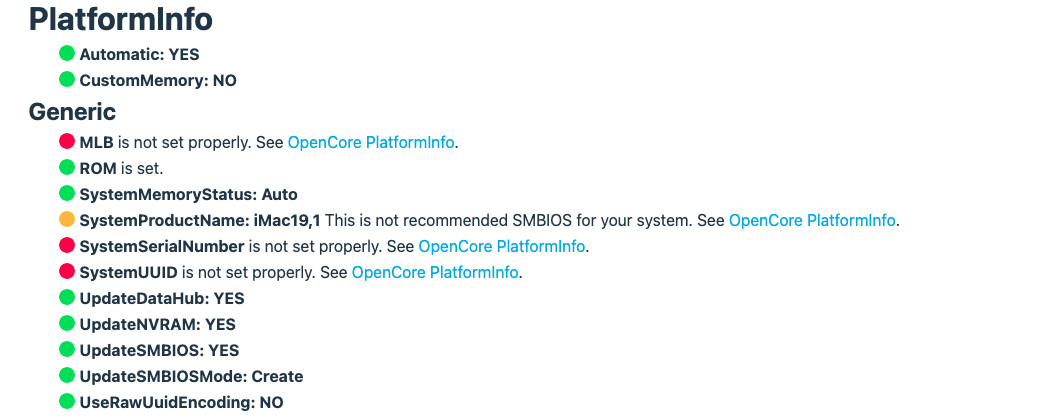 PlatformInfo
Automatic: YES
CustomMemory: NO
Generic
MLB is not set properly. See OpenCore PlatformInfo.
ROM is set.
SystemMemoryStatus: Auto
SystemProductName: iMac19,1 This is not recommended SMBIOS for your system. See OpenCore PlatformInfo.
SystemSerialNumber is not set properly. See OpenCore PlatformInfo.
SystemUUID is not set properly. See OpenCore PlatformInfo.
UpdateDataHub: YES
UpdateNVRAM: YES
UpdateSMBIOS: YES
UpdateSMBIOSMode: Create
UseRawUuidEncoding: NO